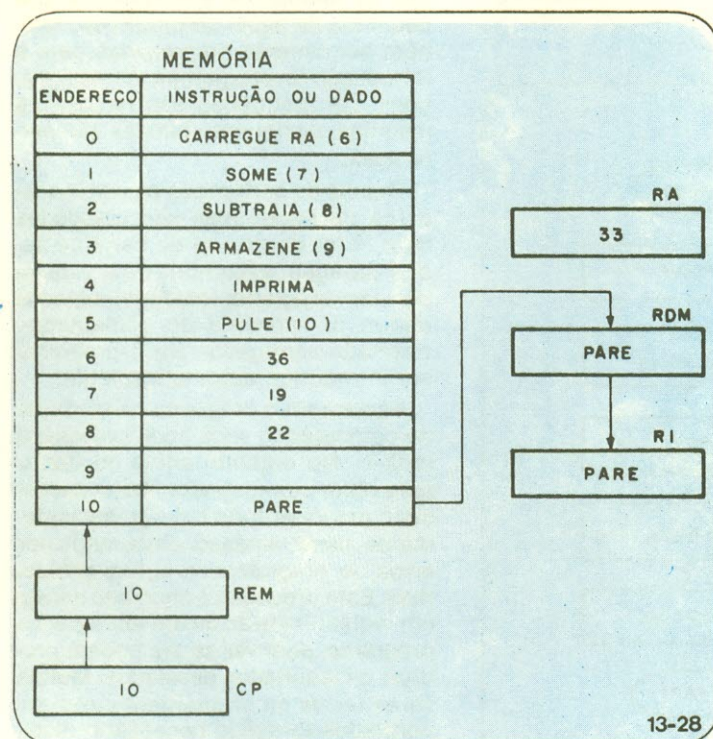 MEMÓRIA
ENDEREÇO INSTRUÇÃO OU DADO
0 CARREGUE RA (6)
1 SOME (7)
2 SUBTRAIA (8)
3 ARMAZENE (9)
4 IMPRIMA
5 PULE (10)
6 36
7 19
8 22
9
10 PARE
RA
33
RDM
PARE
RI
PARE
10 REM
10 CP
13-28